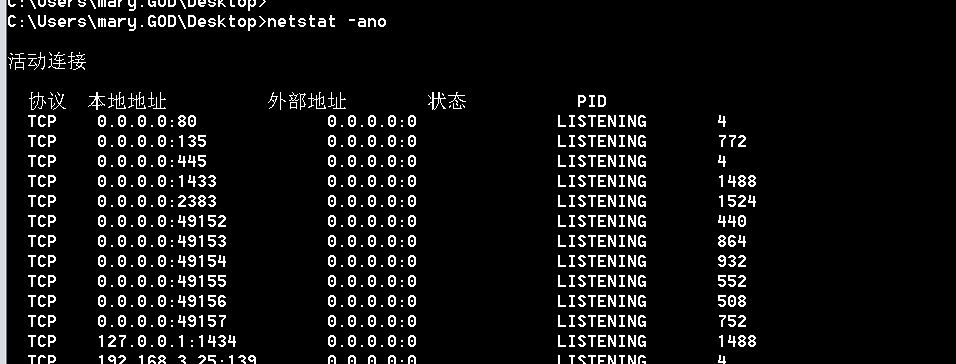 C:\Users\mary.GOD\Desktop>
C:\Users\mary.GOD\Desktop>netstat -ano
活动连接
协议 本地地址 外部地址 状态 PID
TCP 0.0.0.0:80 0.0.0.0:0 LISTENING 4
TCP 0.0.0.0:135 0.0.0.0:0 LISTENING 772
TCP 0.0.0.0:445 0.0.0.0:0 LISTENING 4
TCP 0.0.0.0:1433 0.0.0.0:0 LISTENING 1488
TCP 0.0.0.0:2383 0.0.0.0:0 LISTENING 1524
TCP 0.0.0.0:49152 0.0.0.0:0 LISTENING 440
TCP 0.0.0.0:49153 0.0.0.0:0 LISTENING 864
TCP 0.0.0.0:49154 0.0.0.0:0 LISTENING 932
TCP 0.0.0.0:49155 0.0.0.0:0 LISTENING 552
TCP 0.0.0.0:49156 0.0.0.0:0 LISTENING 508
TCP 0.0.0.0:49157 0.0.0.0:0 LISTENING 752
TCP 127.0.0.1:1434 0.0.0.0:0 LISTENING 1488
TCP 192.168.3.25:139 0.0.0.0:0 LISTENING 4